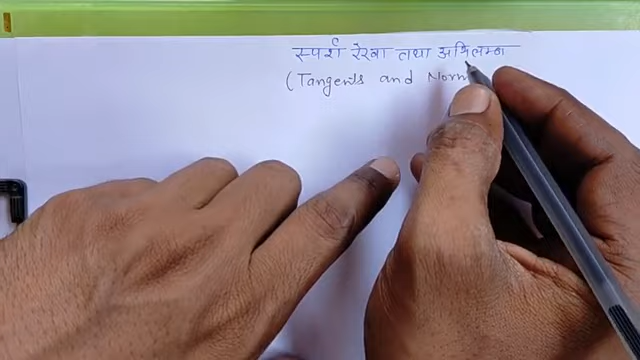 स्पर्श रेखा तथा अभिलम्ब
(Tangents and